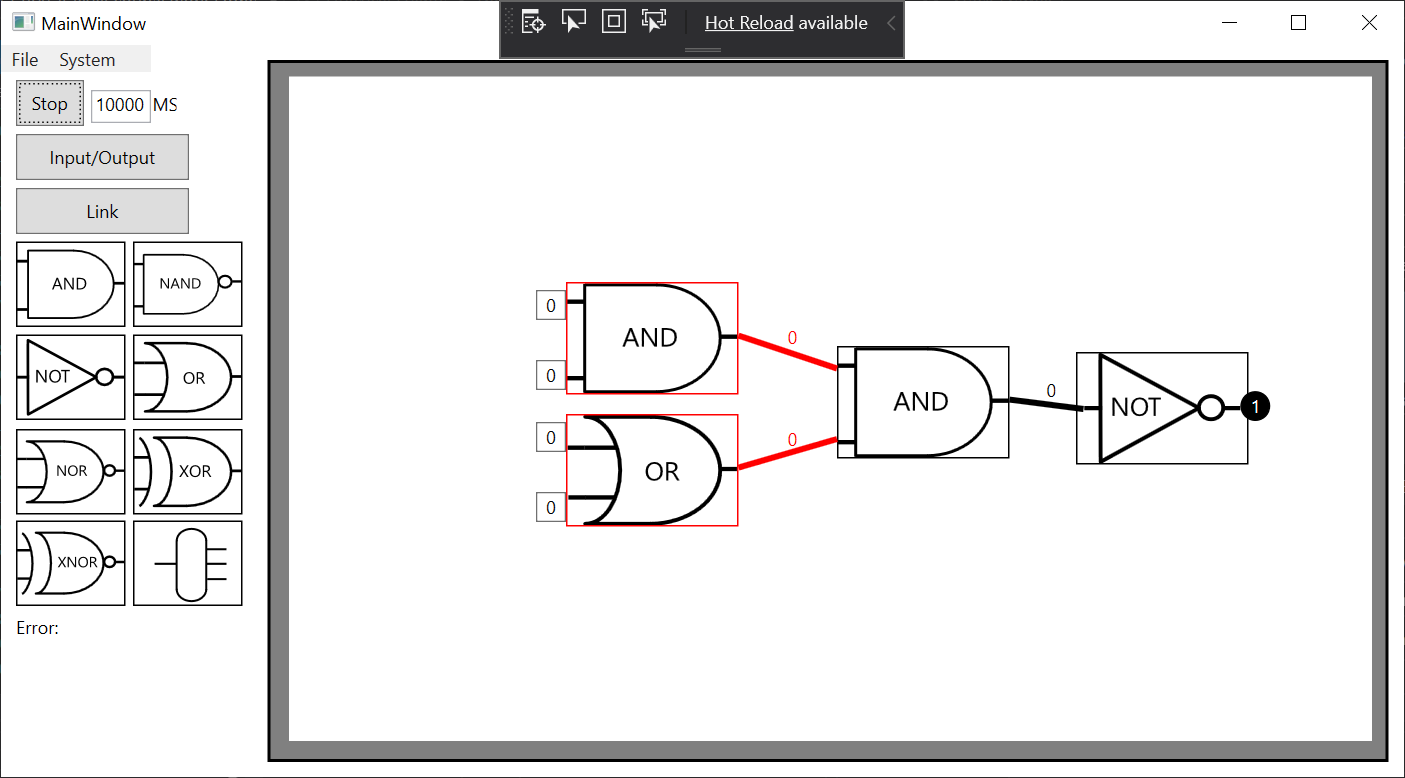 MainWindow
Hot Reload available
File System
Stop 10000 MS
Input/Output
Link
AND NAND
NOT OR
NOR XOR
XNOR
Error:
0
AND
0
0
0
OR
0
0
AND
0
NOT
1